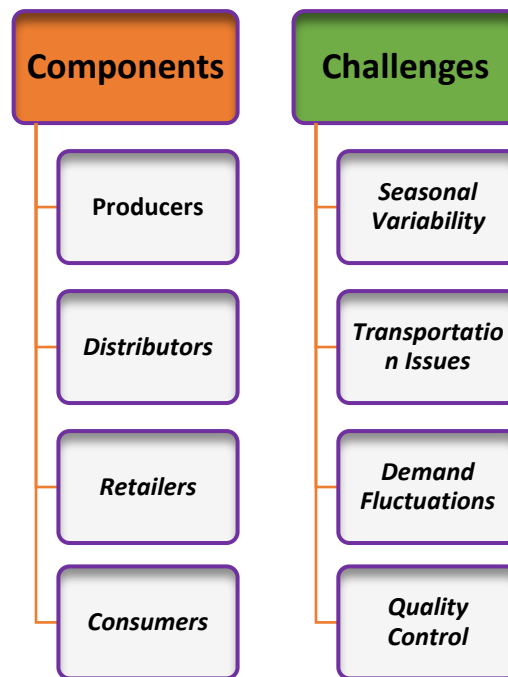 Components
Producers
Distributors
Retailers
Consumers
Challenges
Seasonal
Variability
Transportatio
n Issues
Demand
Fluctuations
Quality
Control